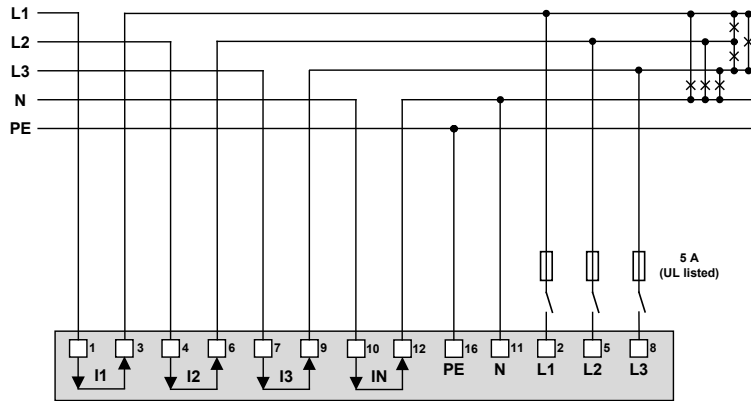 L1
L2
L3
N
PE
5 A
(UL listed)
1 3 4 6 7 9 10 12 16 11 2 5 8
I1 I2 I3 IN PE N L1 L2 L3